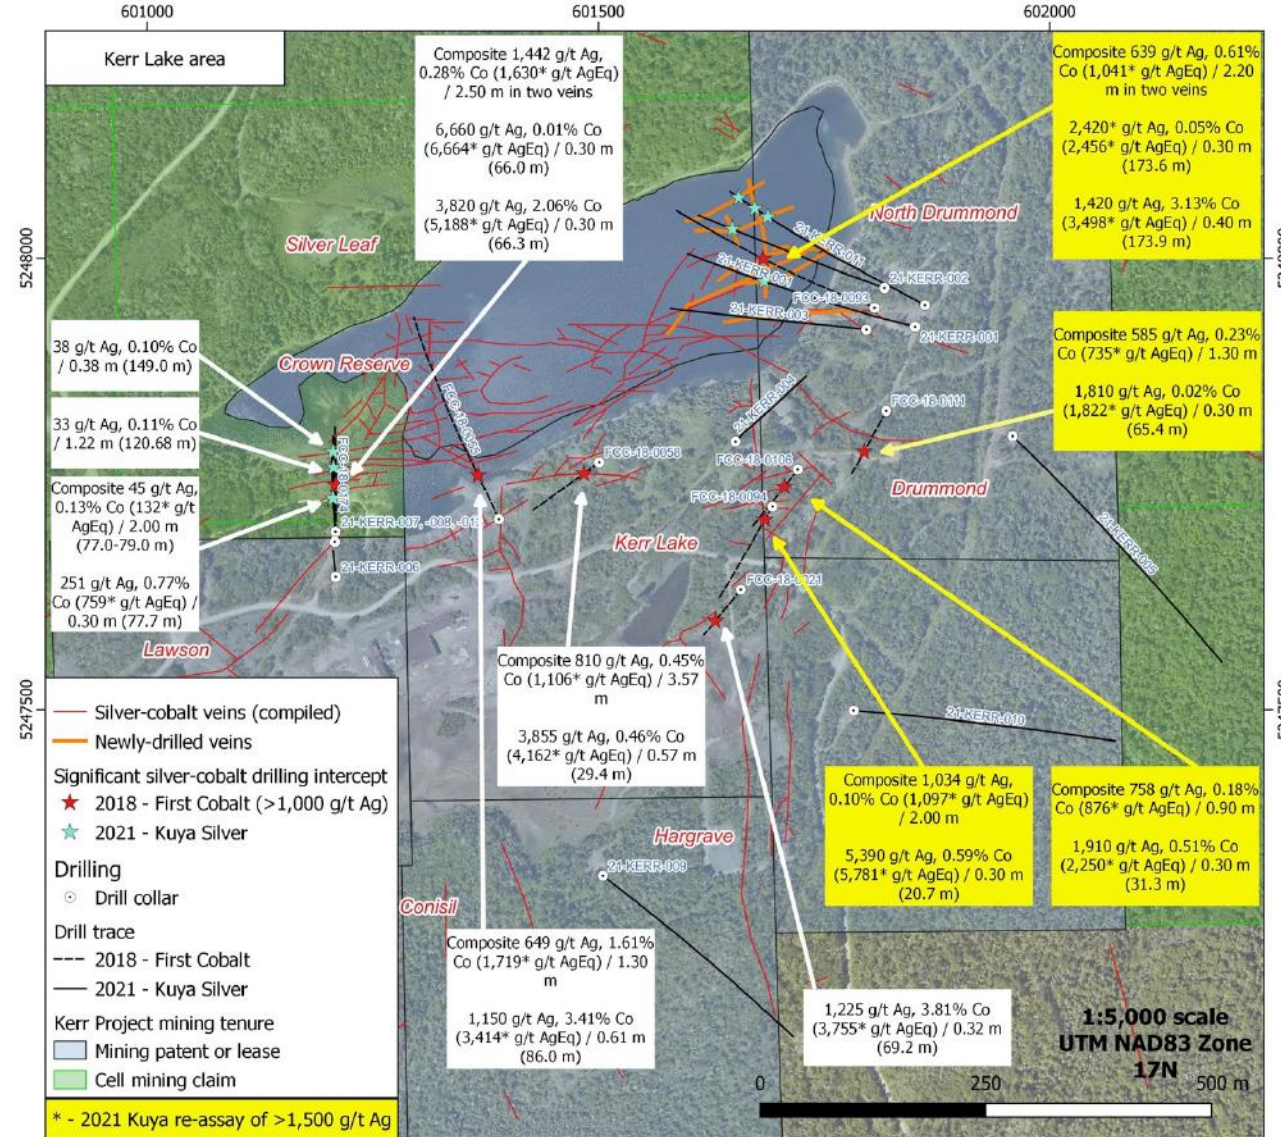 601000
601500
602000
5248000
5247500
5247500
Kerr Lake area
Composite 1,442 g/t Ag,
0.28% Co (1,630* g/t AgEq)
/ 2.50 m in two veins
6,660 g/t Ag, 0.01% Co
(6,664* g/t AgEq) / 0.30 m
(66.0 m)
3,820 g/t Ag, 2.06% Co
(5,188* g/t AgEq) / 0.30 m
(66.3 m)
Composite 639 g/t Ag, 0.61%
Co (1,041* g/t AgEq) / 2.20
m in two veins
2,420* g/t Ag, 0.05% Co
(2,456* g/t AgEq) / 0.30 m
(173.6 m)
1,420 g/t Ag, 3.13% Co
(3,498* g/t AgEq) / 0.40 m
(173.9 m)
North Drummond
Silver Leaf
21-KERR-011
21-KERR-001
21-KERR-002
FCC-18-0093
21-KERR-003
21-KERR-001
Composite 585 g/t Ag, 0.23%
Co (735* g/t AgEq) / 1.30 m
1,810 g/t Ag, 0.02% Co
(1,822* g/t AgEq) / 0.30 m
(65.4 m)
38 g/t Ag, 0.10% Co
/ 0.38 m (149.0 m)
33 g/t Ag, 0.11% Co
/ 1.22 m (120.68 m)
Composite 45 g/t Ag,
0.13% Co (132* g/t
AgEq) / 2.00 m
(77.0-79.0 m)
251 g/t Ag, 0.77%
Co (759* g/t AgEq) /
0.30 m (77.7 m)
Crown Reserve
21-KERR-004
FCC-18-0111
FCC-18-0106
FCC-18-0094
Drummond
21-KERR-005
Kerr Lake
FCC-18-0021
21-KERR-006
Lawson
Composite 810 g/t Ag, 0.45%
Co (1,106* g/t AgEq) / 3.57
m
3,855 g/t Ag, 0.46% Co
(4,162* g/t AgEq) / 0.57 m
(29.4 m)
21-KERR-010
Composite 1,034 g/t Ag,
0.10% Co (1,097* g/t AgEq)
/ 2.00 m
5,390 g/t Ag, 0.59% Co
(5,781* g/t AgEq) / 0.30 m
(20.7 m)
Composite 758 g/t Ag, 0.18%
Co (876* g/t AgEq) / 0.90 m
1,910 g/t Ag, 0.51% Co
(2,250* g/t AgEq) / 0.30 m
(31.3 m)
Hargrave
21-KERR-009
Conisil
Composite 649 g/t Ag, 1.61%
Co (1,719* g/t AgEq) / 1.30
m
1,150 g/t Ag, 3.41% Co
(3,414* g/t AgEq) / 0.61 m
(86.0 m)
1,225 g/t Ag, 3.81% Co
(3,755* g/t AgEq) / 0.32 m
(69.2 m)
Silver-cobalt veins (compiled)
Newly-drilled veins
Significant silver-cobalt drilling intercept
2018 - First Cobalt (>1,000 g/t Ag)
2021 - Kuya Silver
Drilling
Drill collar
Drill trace
2018 - First Cobalt
2021 - Kuya Silver
Kerr Project mining tenure
Mining patent or lease
Cell mining claim
* - 2021 Kuya re-assay of >1,500 g/t Ag
1:5,000 scale
UTM NAD83 Zone
17N
0 250 500 m